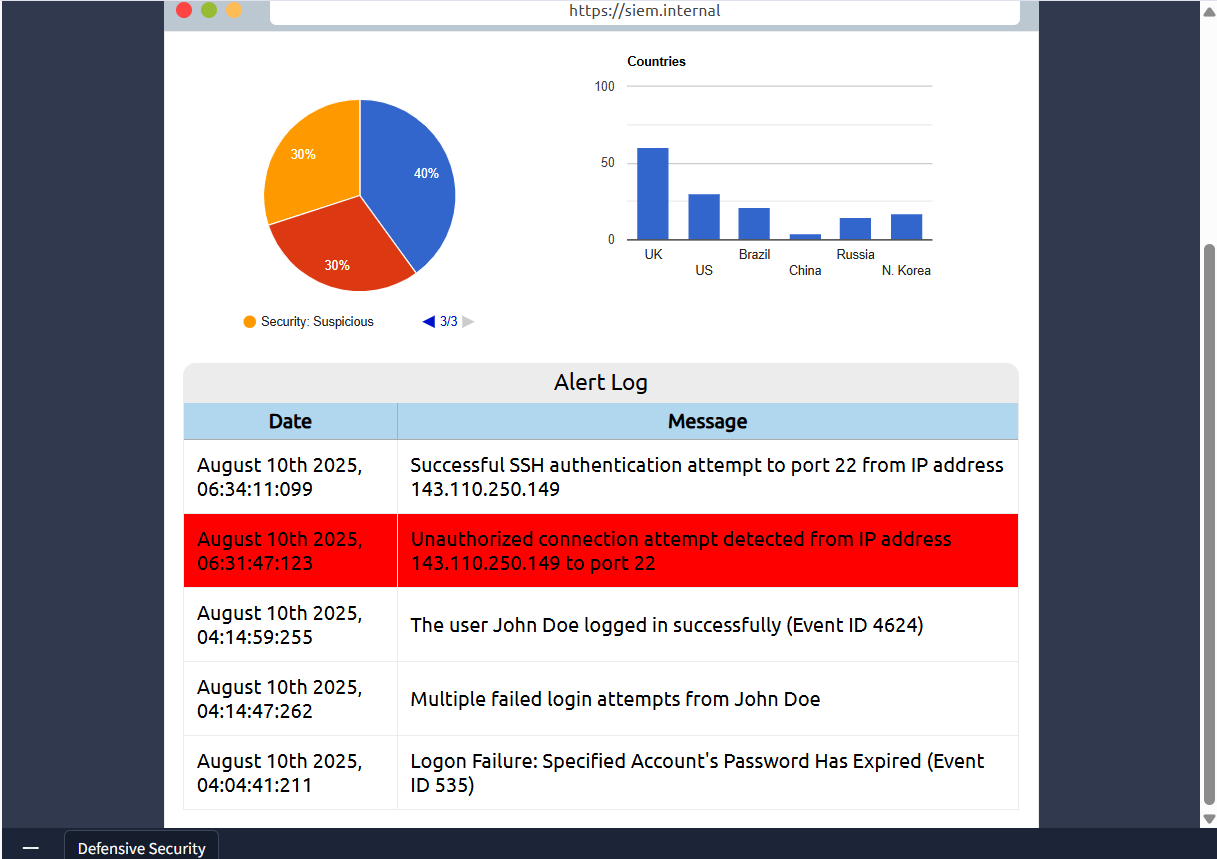 https://siem.internal
Countries
100
50
0
UK
US
Brazil
China
Russia
N. Korea
30%
40%
30%
Security: Suspicious
3/3
Alert Log
Date Message
August 10th 2025, 06:34:11:099
Successful SSH authentication attempt to port 22 from IP address
143.110.250.149
August 10th 2025,
06:31:47:123
Unauthorized connection attempt detected from IP address
143.110.250.149 to port 22
August 10th 2025,
04:14:59:255
The user John Doe logged in successfully (Event ID 4624)
August 10th 2025,
04:14:47:262
Multiple failed login attempts from John Doe
August 10th 2025,
04:04:41:211
Logon Failure: Specified Account's Password Has Expired (Event
ID 535)
Defensive Security